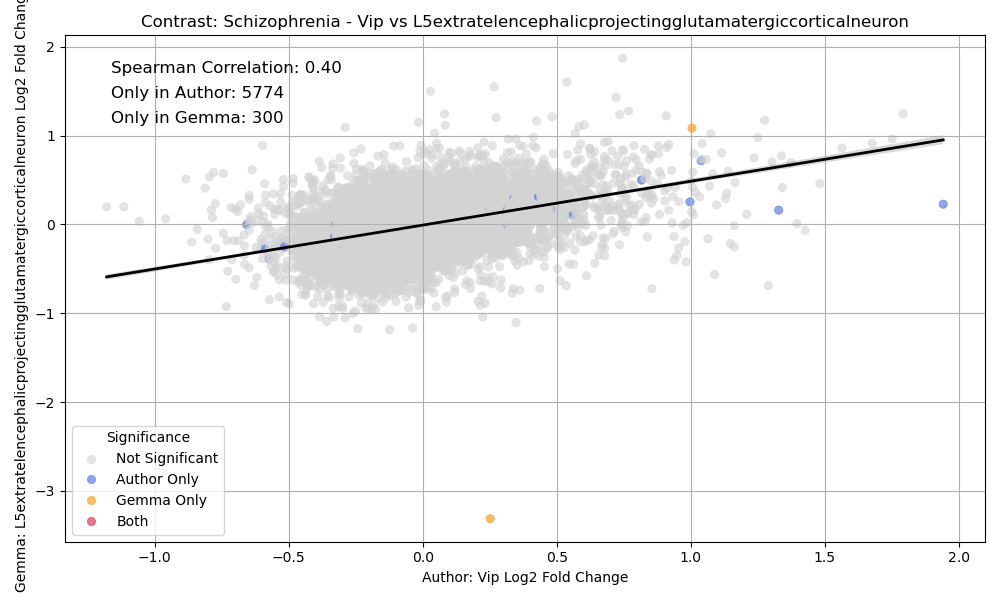 Contrast: Schizophrenia - Vip vs L5extratelencephalicprojectingglutamatergiccorticalneuron
Spearman Correlation: 0.40
Only in Author: 5774
Only in Gemma: 300
2
1
0
−1
−2
−3
Gemma: L5extratelencephalicprojectingglutamatergiccorticalneuron Log2 Fold Change
Significance
Not Significant
Author Only
Gemma Only
Both
−1.0
−0.5
0.0
0.5
1.0
1.5
2.0
Author: Vip Log2 Fold Change